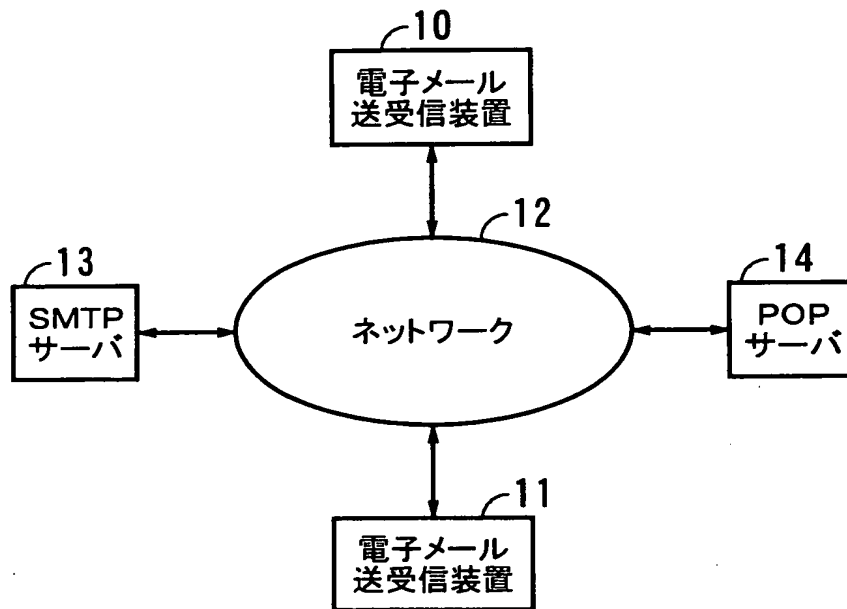 10
電子メール
送受信装置
12
13
SMTP
サーバ
ネットワーク
14
POP
サーバ
11
電子メール
送受信装置